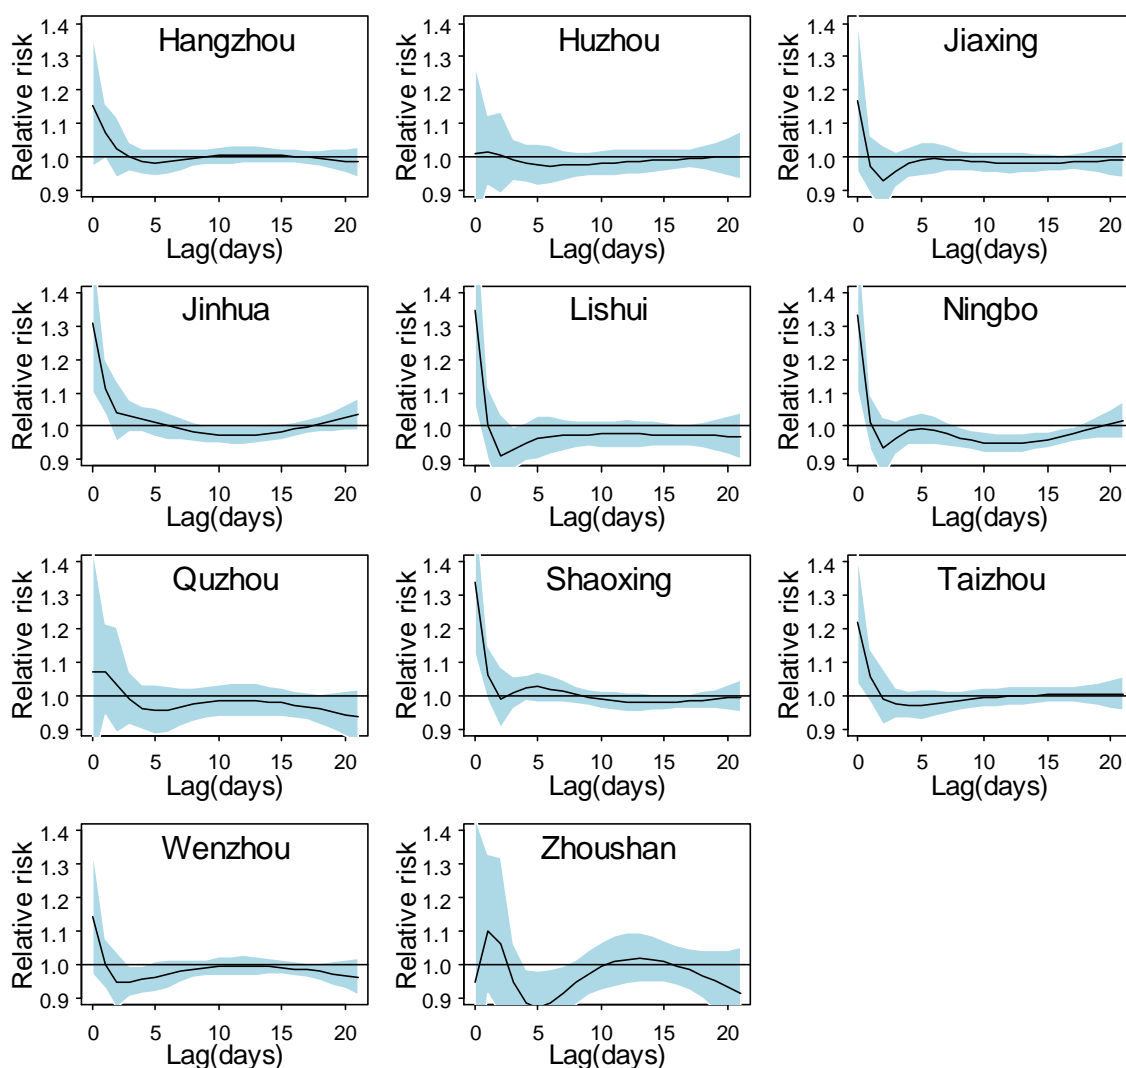 Hangzhou
Relative risk
1.4
1.3
1.2
1.1
1.0
0.9
0 5 10 15 20
Lag(days)
Huzhou
Relative risk
1.4
1.3
1.2
1.1
1.0
0.9
0 5 10 15 20
Lag(days)
Jiaxing
Relative risk
1.4
1.3
1.2
1.1
1.0
0.9
0 5 10 15 20
Lag(days)
Jinhua
Relative risk
1.4
1.3
1.2
1.1
1.0
0.9
0 5 10 15 20
Lag(days)
Lishui
Relative risk
1.4
1.3
1.2
1.1
1.0
0.9
0 5 10 15 20
Lag(days)
Ningbo
Relative risk
1.4
1.3
1.2
1.1
1.0
0.9
0 5 10 15 20
Lag(days)
Quzhou
Relative risk
1.4
1.3
1.2
1.1
1.0
0.9
0 5 10 15 20
Lag(days)
Shaoxing
Relative risk
1.4
1.3
1.2
1.1
1.0
0.9
0 5 10 15 20
Lag(days)
Taizhou
Relative risk
1.4
1.3
1.2
1.1
1.0
0.9
0 5 10 15 20
Lag(days)
Wenzhou
Relative risk
1.4
1.3
1.2
1.1
1.0
0.9
0 5 10 15 20
Lag(days)
Zhoushan
Relative risk
1.4
1.3
1.2
1.1
1.0
0.9
0 5 10 15 20
Lag(days)